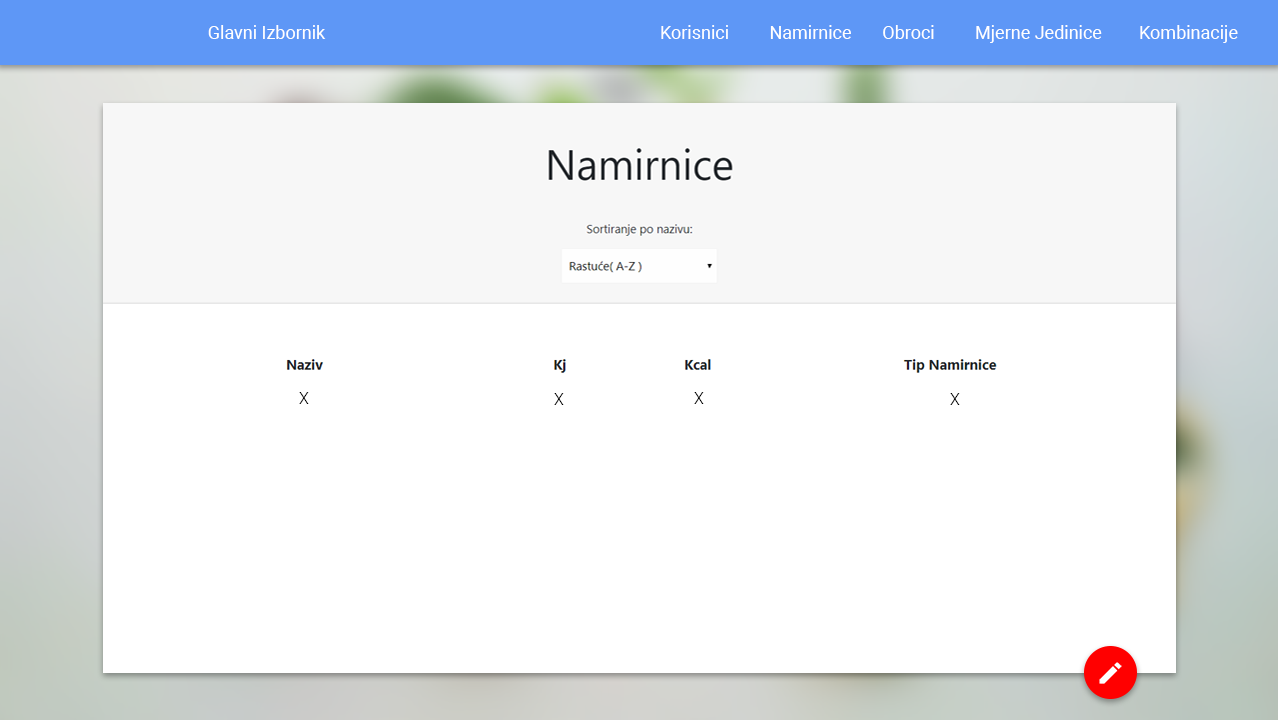 Glavni Izbornik Korisnici Namirnice Obroci Mjerne Jedinice Kombinacije
Namirnice
Sortiranje po nazivu:
Rastuće( A-Z )
Naziv Kj Kcal Tip Namirnice
X X X X